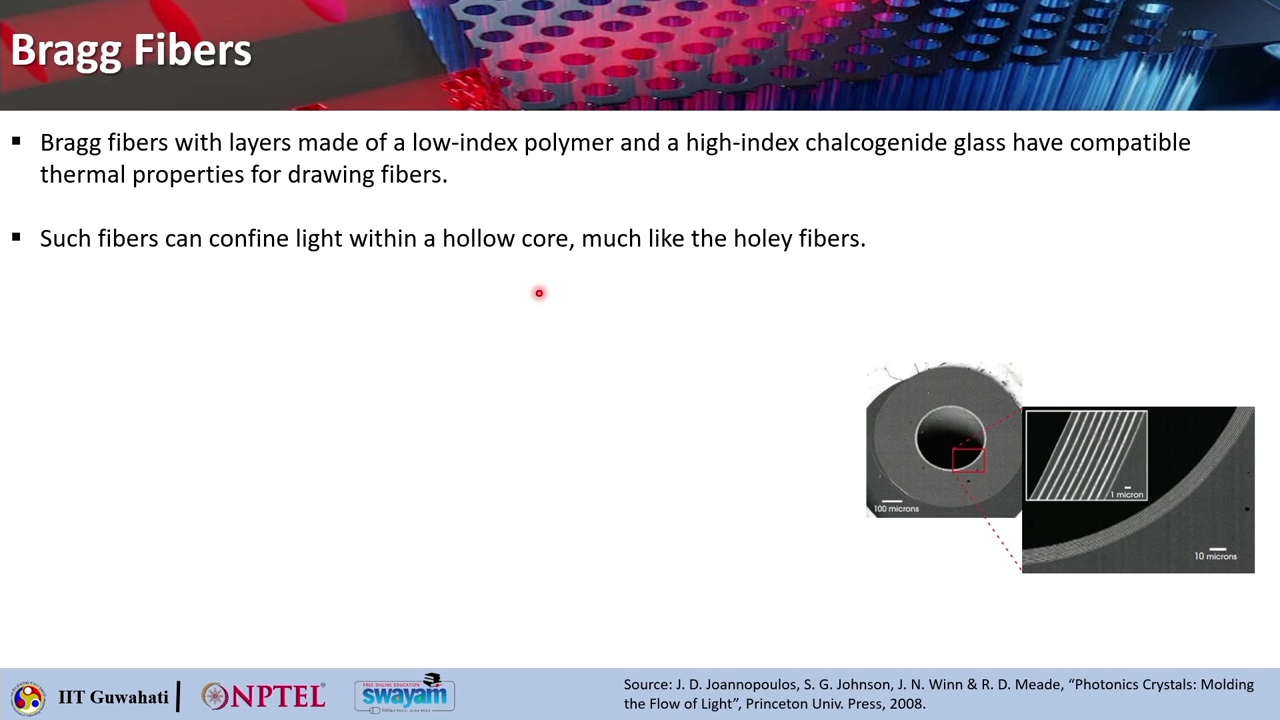 Bragg Fibers
▪ Bragg fibers with layers made of a low-index polymer and a high-index chalcogenide glass have compatible
thermal properties for drawing fibers.
▪ Such fibers can confine light within a hollow core, much like the holey fibers.
100 microns
1 micron
10 microns
IIT Guwahati
NPTEL
FREE ONLINE EDUCATION
swayam
Source: J. D. Joannopoulos, S. G. Johnson, J. N. Winn & R. D. Meade, “Photonics Crystals: Molding
the Flow of Light”, Princeton Univ. Press, 2008.